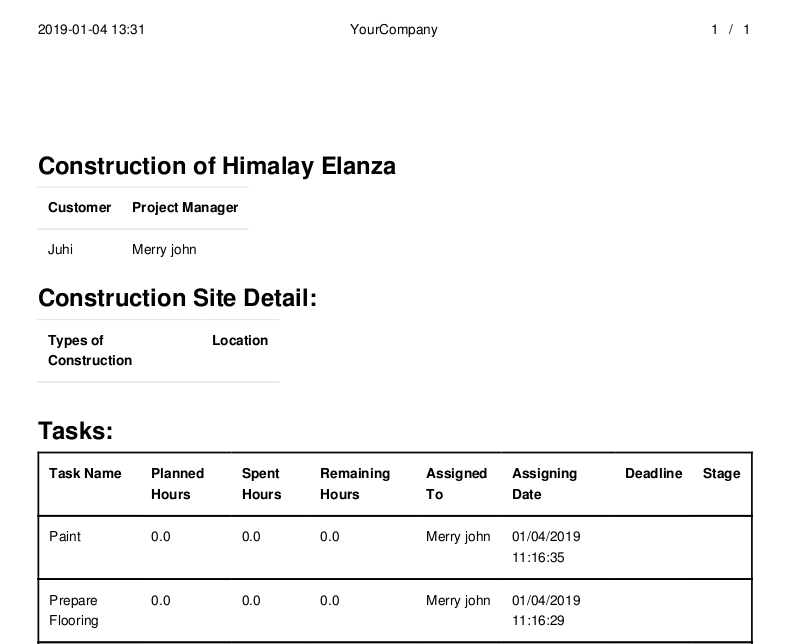 2019-01-04 13:31 YourCompany 1 / 1
Construction of Himalay Elanza
Customer Project Manager
Juhi Merry john
Construction Site Detail:
Types of Location
Construction
Tasks:
Task Name Planned Spent Remaining Assigned Assigning Deadline Stage
Hours Hours Hours To Date
Paint 0.0 0.0 0.0 Merry john 01/04/2019
11:16:35
Prepare 0.0 0.0 0.0 Merry john 01/04/2019
Flooring 11:16:29